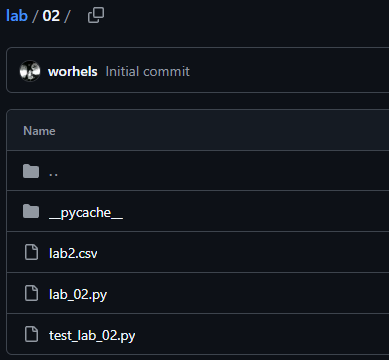 lab / 02 /
worhels Initial commit
Name
..
__pycache__
lab2.csv
lab_02.py
test_lab_02.py